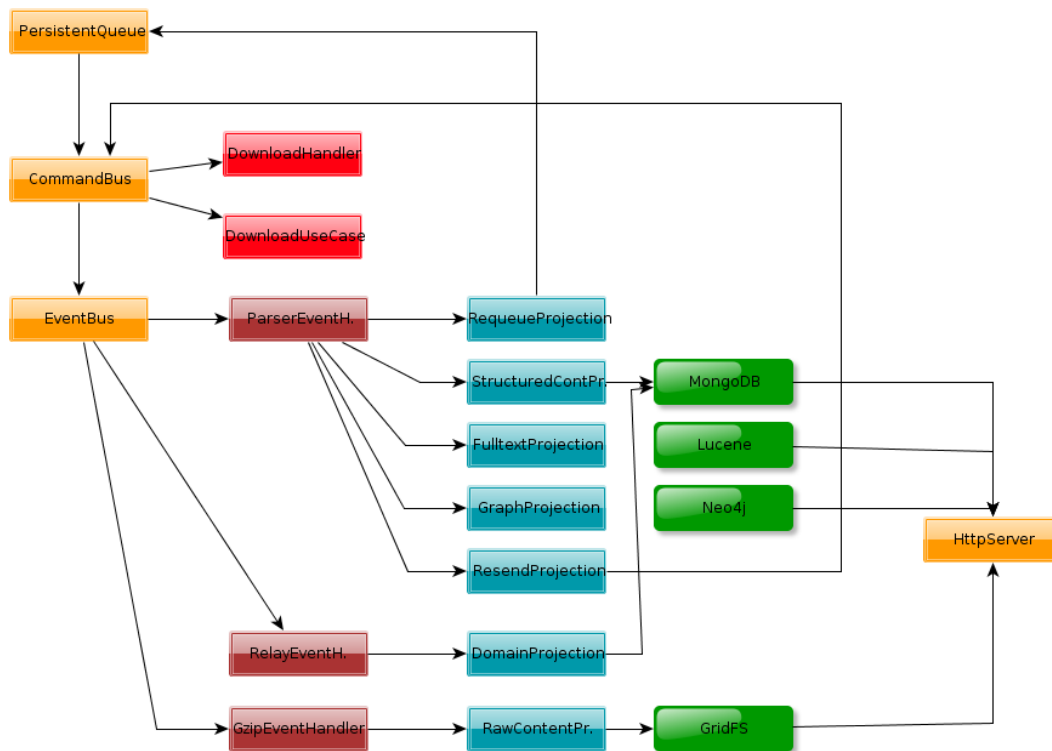 PersistentQueue
DownloadHandler
CommandBus
DownloadUseCase
EventBus
ParserEventH.
RequeueProjection
StructuredContPr.
MongoDB
FulltextProjection
Lucene
GraphProjection
Neo4j
HttpServer
ResendProjection
RelayEventH.
DomainProjection
GzipEventHandler
RawContentPr.
GridFS